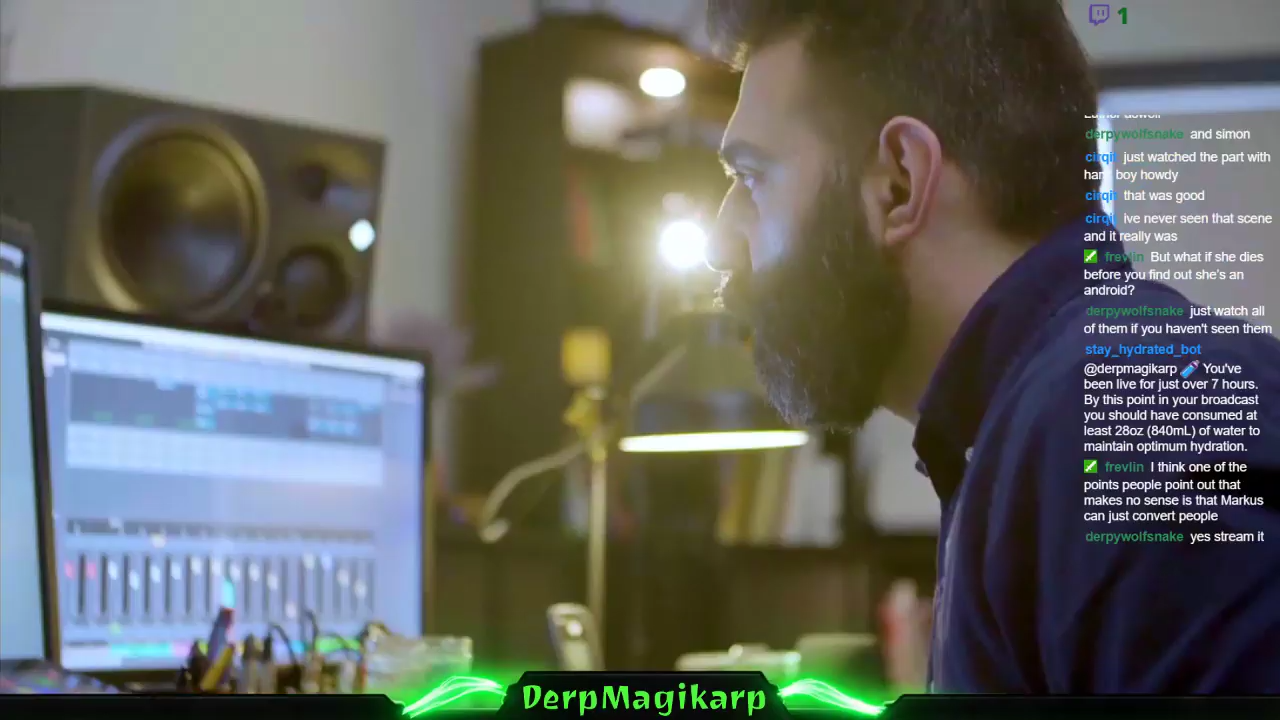 1
derpywolfsnake and simon
cirqit just watched the part with
hank boy howdy
cirqit that was good
cirqit ive never seen that scene
and it really was
frevlin But what if she dies
before you find out she's an
android?
derpywolfsnake just watch all
of them if you haven't seen them
stay_hydrated_bot
@derpmagikarp You've
been live for just over 7 hours.
By this point in your broadcast
you should have consumed at
least 28oz (840mL) of water to
maintain optimum hydration.
frevlin I think one of the
points people point out that
makes no sense is that Markus
can just convert people
derpywolfsnake yes stream it
DerpMagikarp